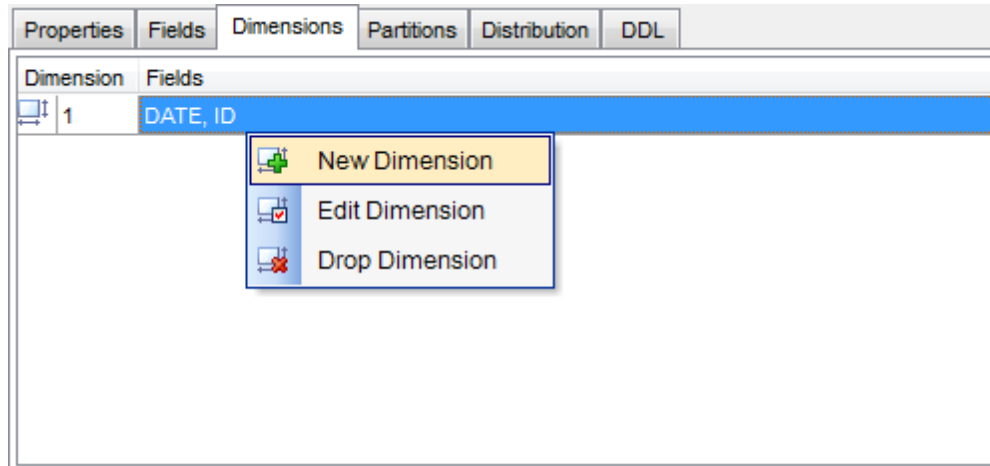 Properties Fields Dimensions Partitions Distribution DDL
Dimension Fields
1 DATE, ID
New Dimension
Edit Dimension
Drop Dimension